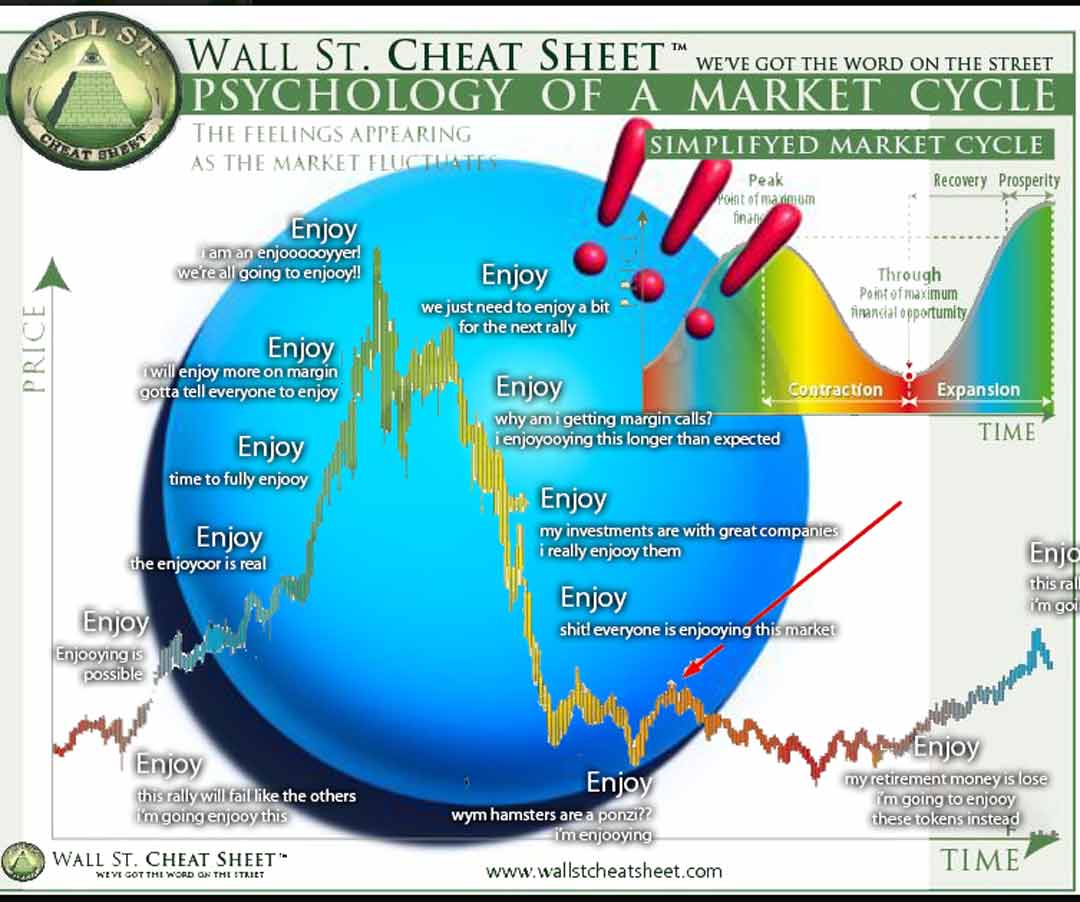 WALL ST.
CHEAT SHEET
WALL ST. CHEAT SHEET™ WE'VE GOT THE WORD ON THE STREET
PSYCHOLOGY OF A MARKET CYCLE
THE FEELINGS APPEARING
AS THE MARKET FLUCTUATES
SIMPLIFYED MARKET CYCLE
Peak
Point of maximum
Recovery Prosperity
Through
Point of maximum
financial opportunity
Contraction
Expansion
TIME
PRICE
Enjoy
i am an enjoooooyyer!
we're all going to enjooy!!
Enjoy
we just need to enjoy a bit
for the next rally
Enjoy
i will enjoy more on margin
gotta tell everyone to enjoy
Enjoy
why am i getting margin calls?
i enjoyooying this longer than expected
Enjoy
time to fully enjooy
Enjoy
my investments are with great companies
i really enjooy them
Enjoy
the enjoyoor is real
Enjoy
shit! everyone is enjooying this market
Enjoy
Enjooying is
possible
Enjo
this rall
i'm goi
Enjoy
this rally will fail like the others
i'm going enjooy this
Enjoy
wym hamsters are a ponzi??
i'm enjooying
Enjoy
my retirement money is lose
i'm going to enjooy
these tokens instead
WALL ST. CHEAT SHEET™
WE'VE GOT THE WORD ON THE STREET
www.wallstcheatsheet.com
TIME